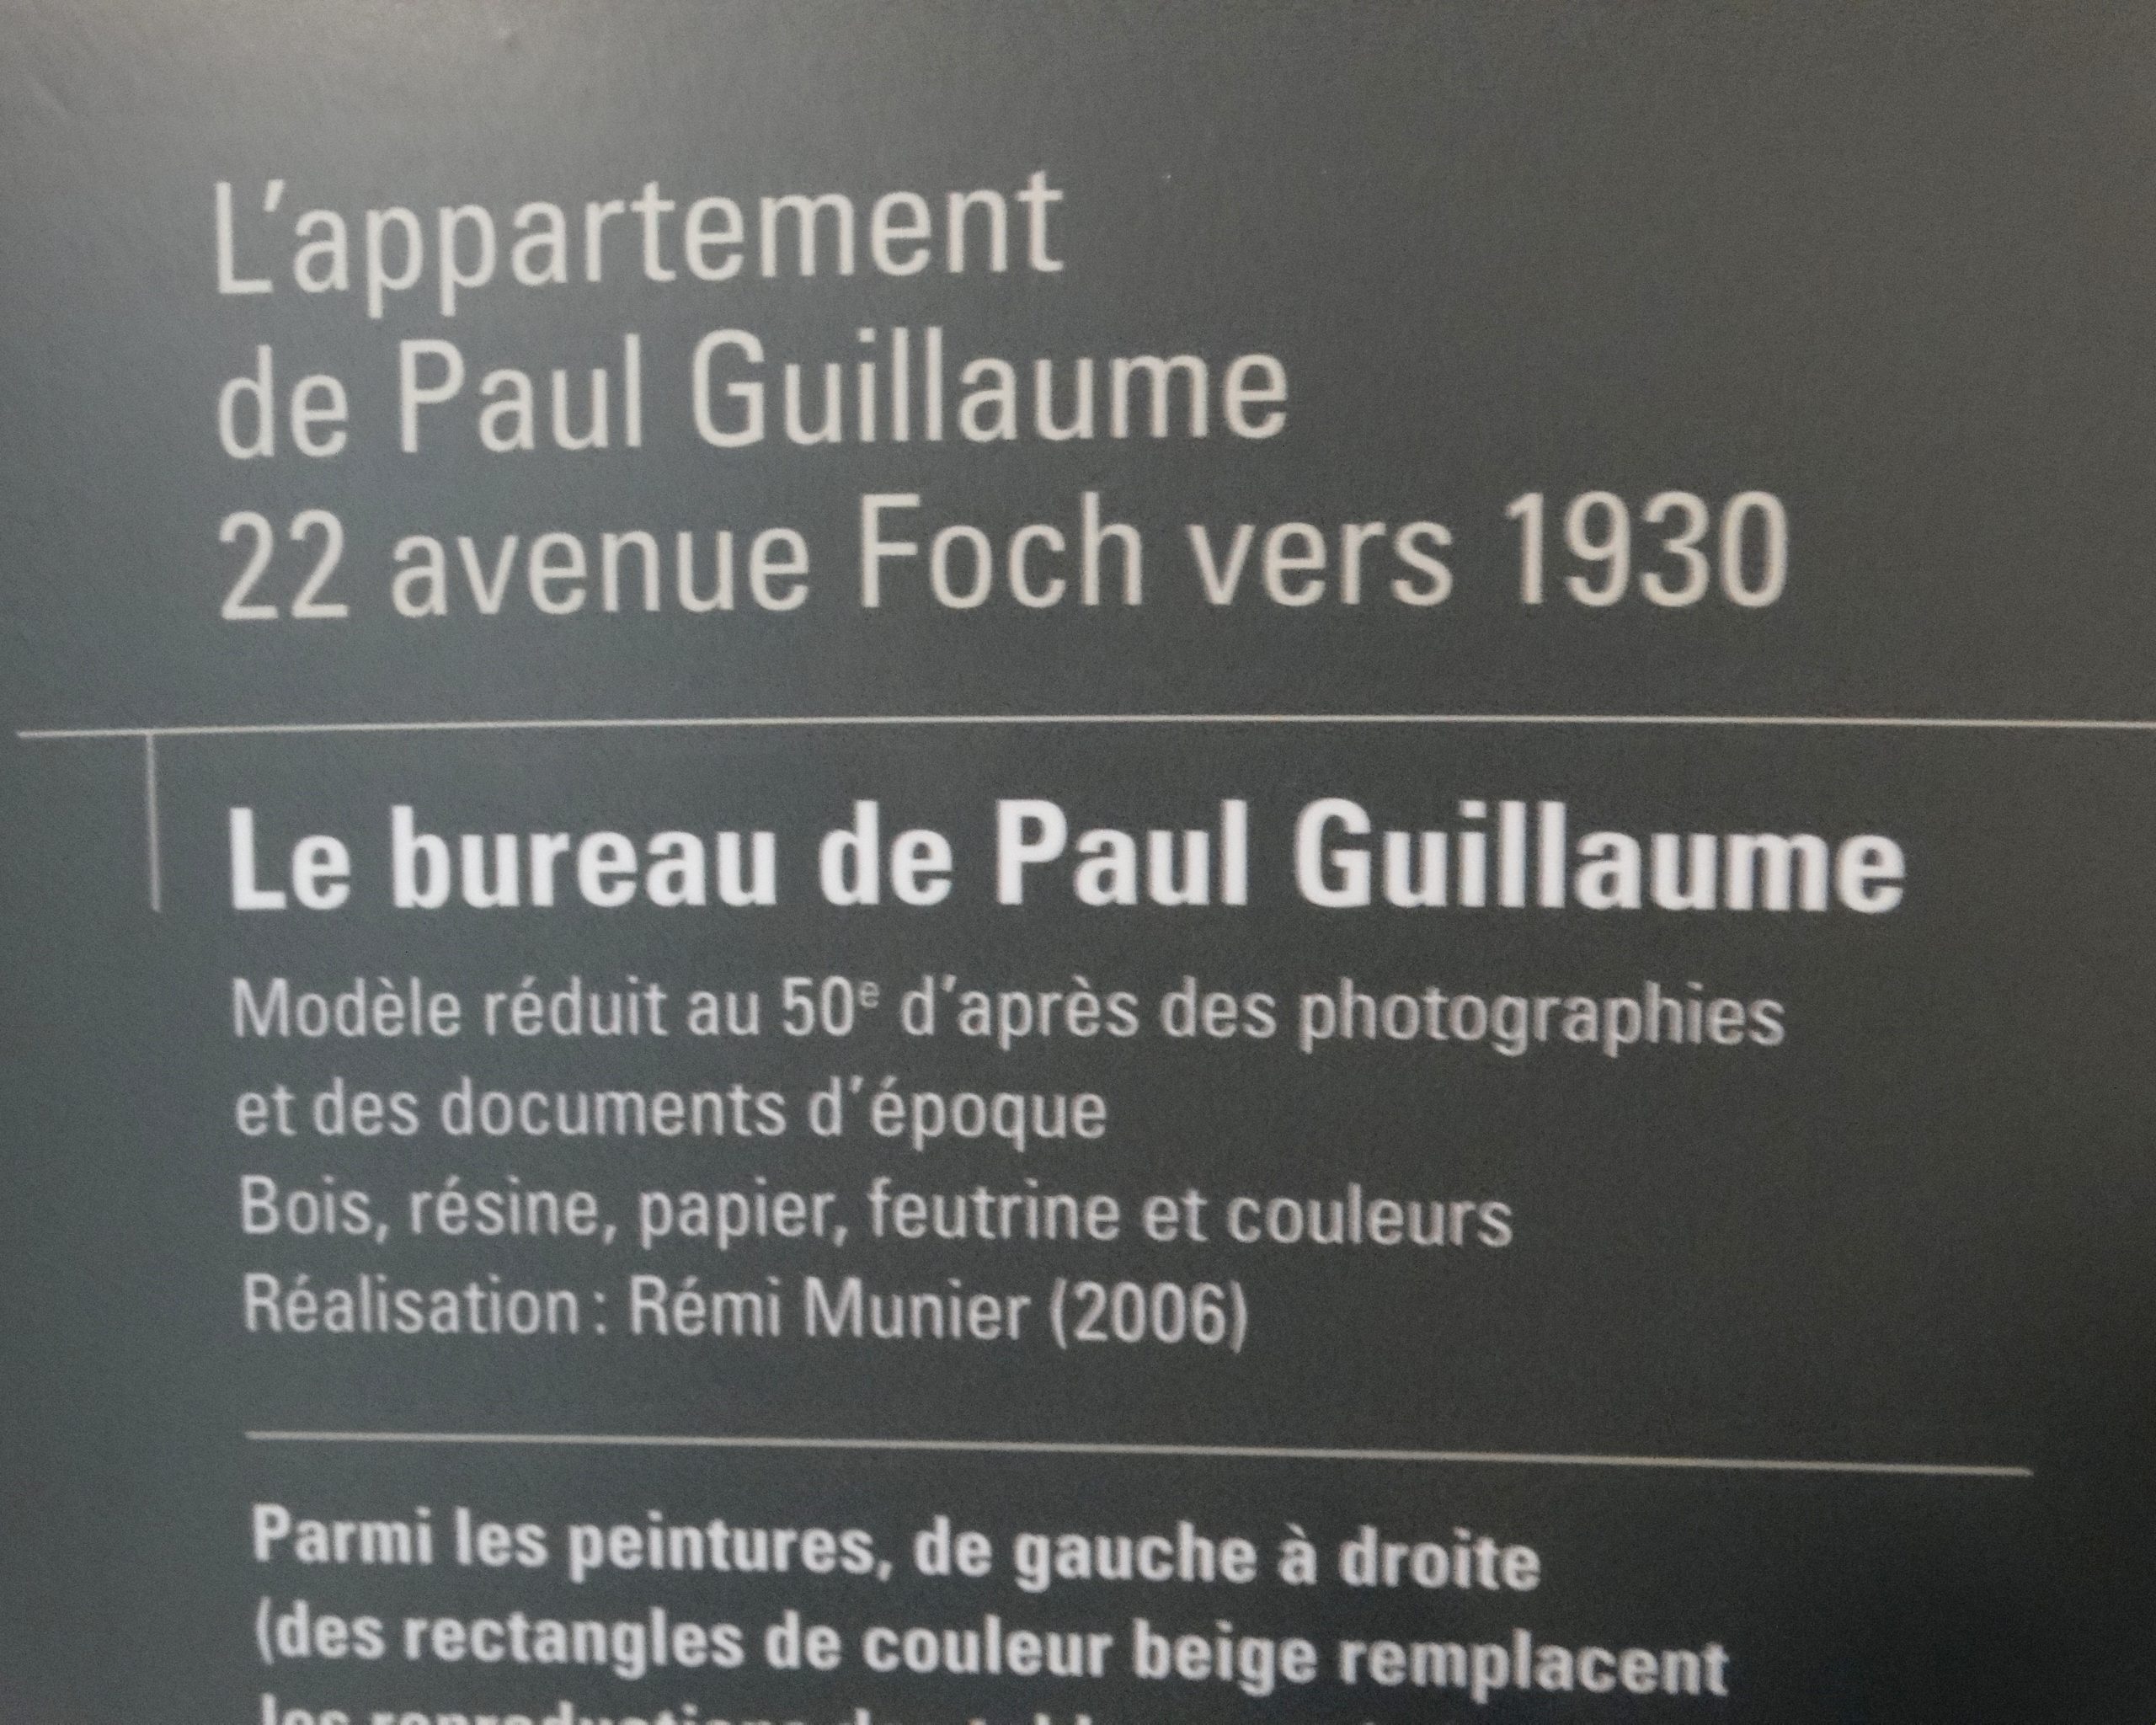 L'appartement
de Paul Guillaume
22 avenue Foch vers 1930
Le bureau de Paul Guillaume
Modèle réduit au 50e d'après des photographies
et des documents d'époque
Bois, résine, papier, feutrine et couleurs
Réalisation : Rémi Munier (2006)
Parmi les peintures, de gauche à droite
(des rectangles de couleur beige remplacent
les reproductions